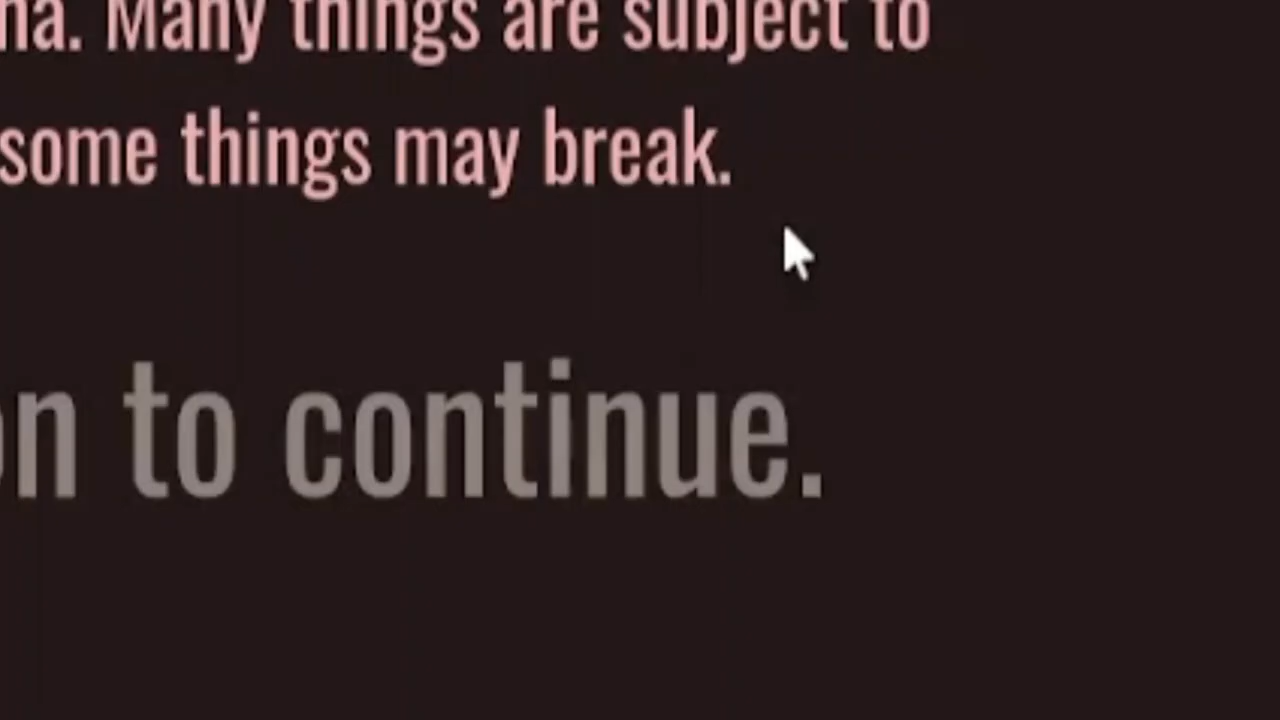 na. Many things are subject to
some things may break.
on to continue.